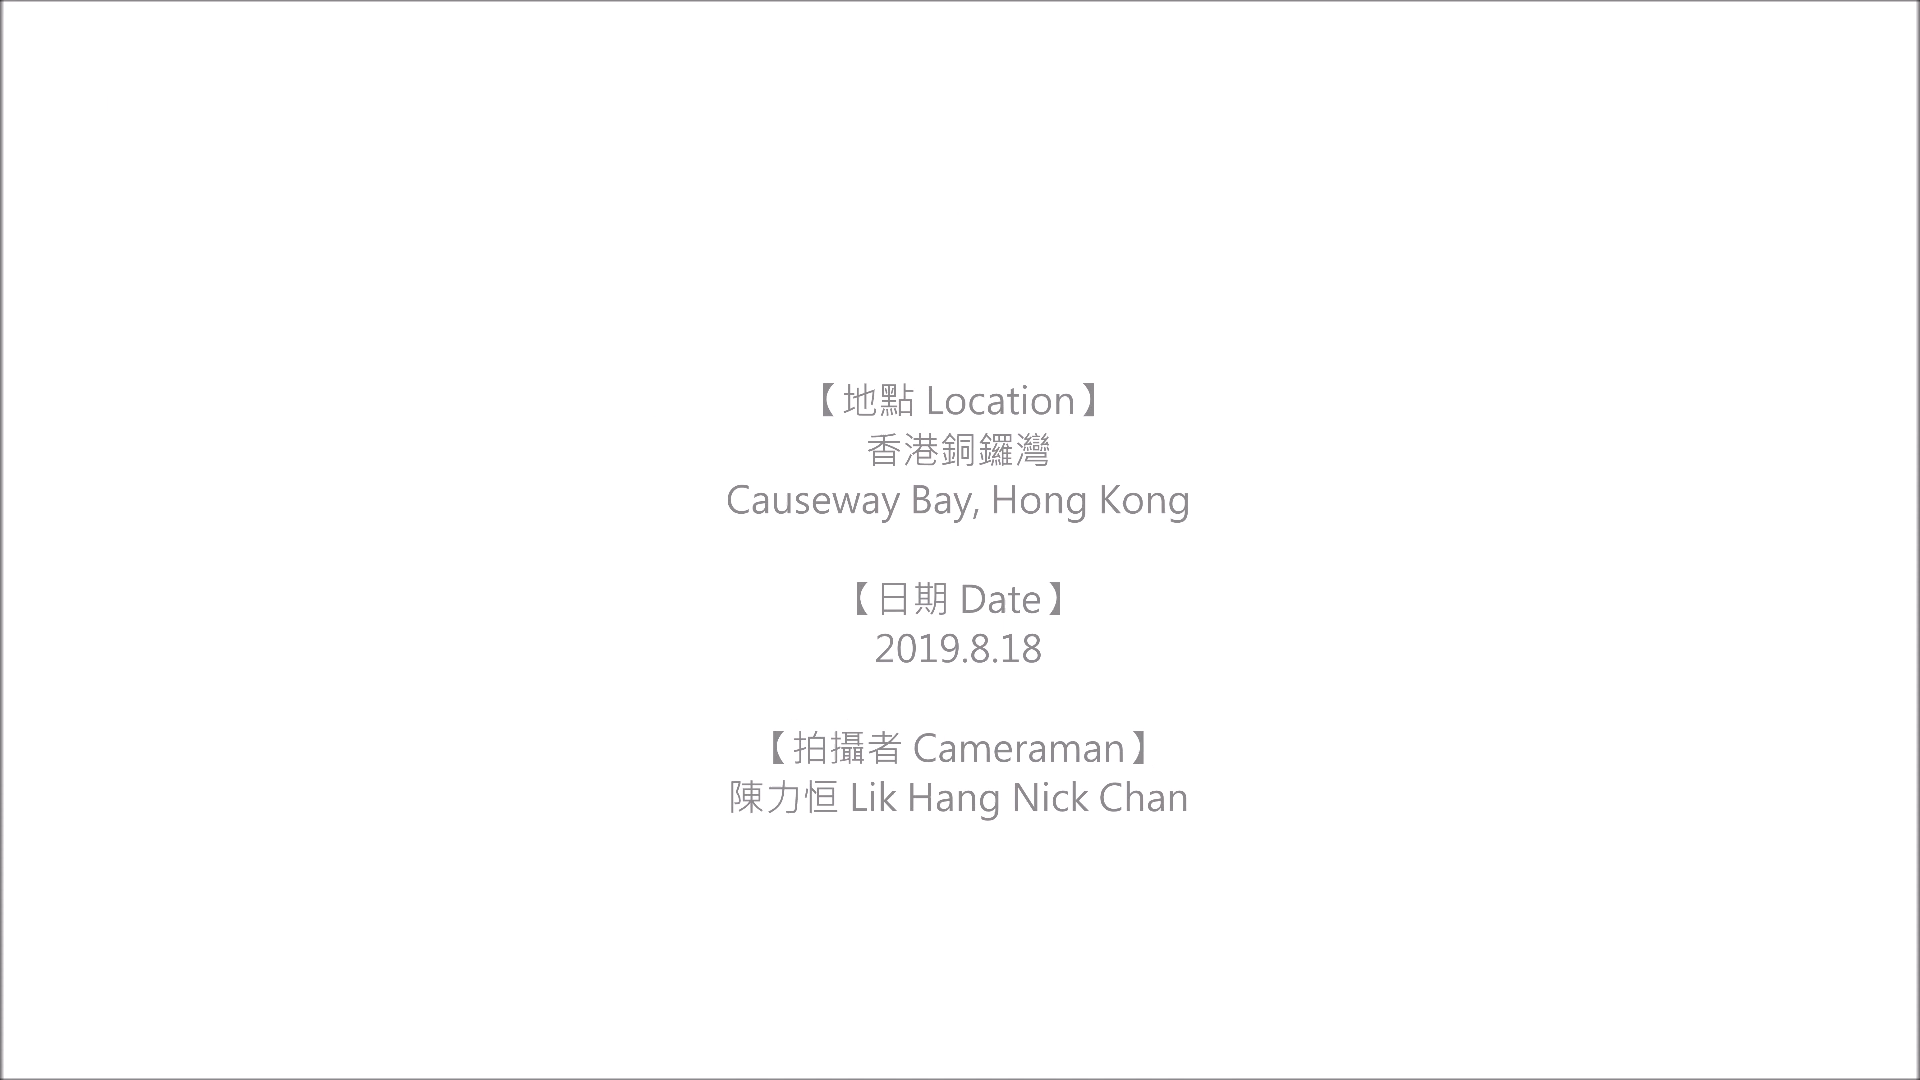 【地點 Location】
香港銅鑼灣
Causeway Bay, Hong Kong
【日期 Date】
2019.8.18
【拍攝者 Cameraman】
陳力恒 Lik Hang Nick Chan